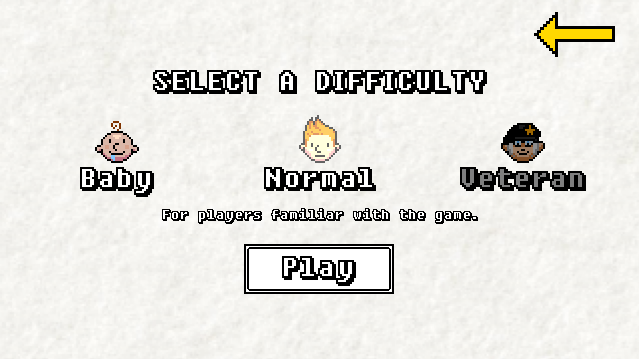 SELECT A DIFFICULTY
Baby Normal Veteran
For players familiar with the game.
Play